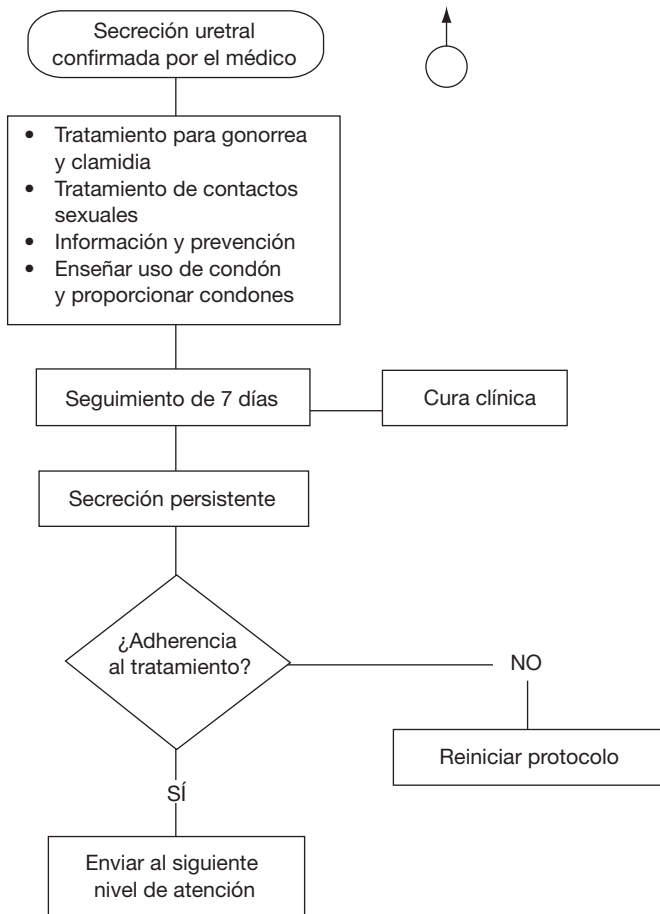 Secreción uretral
confirmada por el médico
• Tratamiento para gonorrea
y clamidia
• Tratamiento de contactos
sexuales
• Información y prevención
• Enseñar uso de condón
y proporcionar condones
Seguimiento de 7 días
Cura clínica
Secreción persistente
¿Adherencia
al tratamiento?
NO
Reiniciar protocolo
SÍ
Enviar al siguiente
nivel de atención